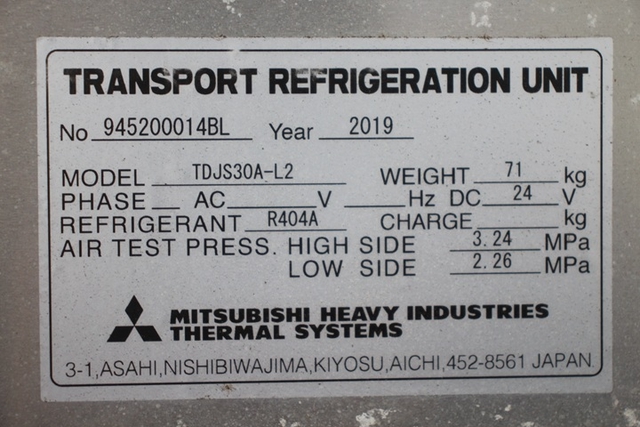 TRANSPORT REFRIGERATION UNIT
No 945200014BL Year 2019
MODEL TDJS30A-L2 WEIGHT 71 kg
PHASE AC V Hz DC 24 V
REFRIGERANT R404A CHARGE kg
AIR TEST PRESS. HIGH SIDE 3.24 MPa
LOW SIDE 2.26 MPa
MITSUBISHI HEAVY INDUSTRIES
THERMAL SYSTEMS
3-1,ASAHI,NISHIBIWAJIMA,KIYOSU,AICHI,452-8561 JAPAN